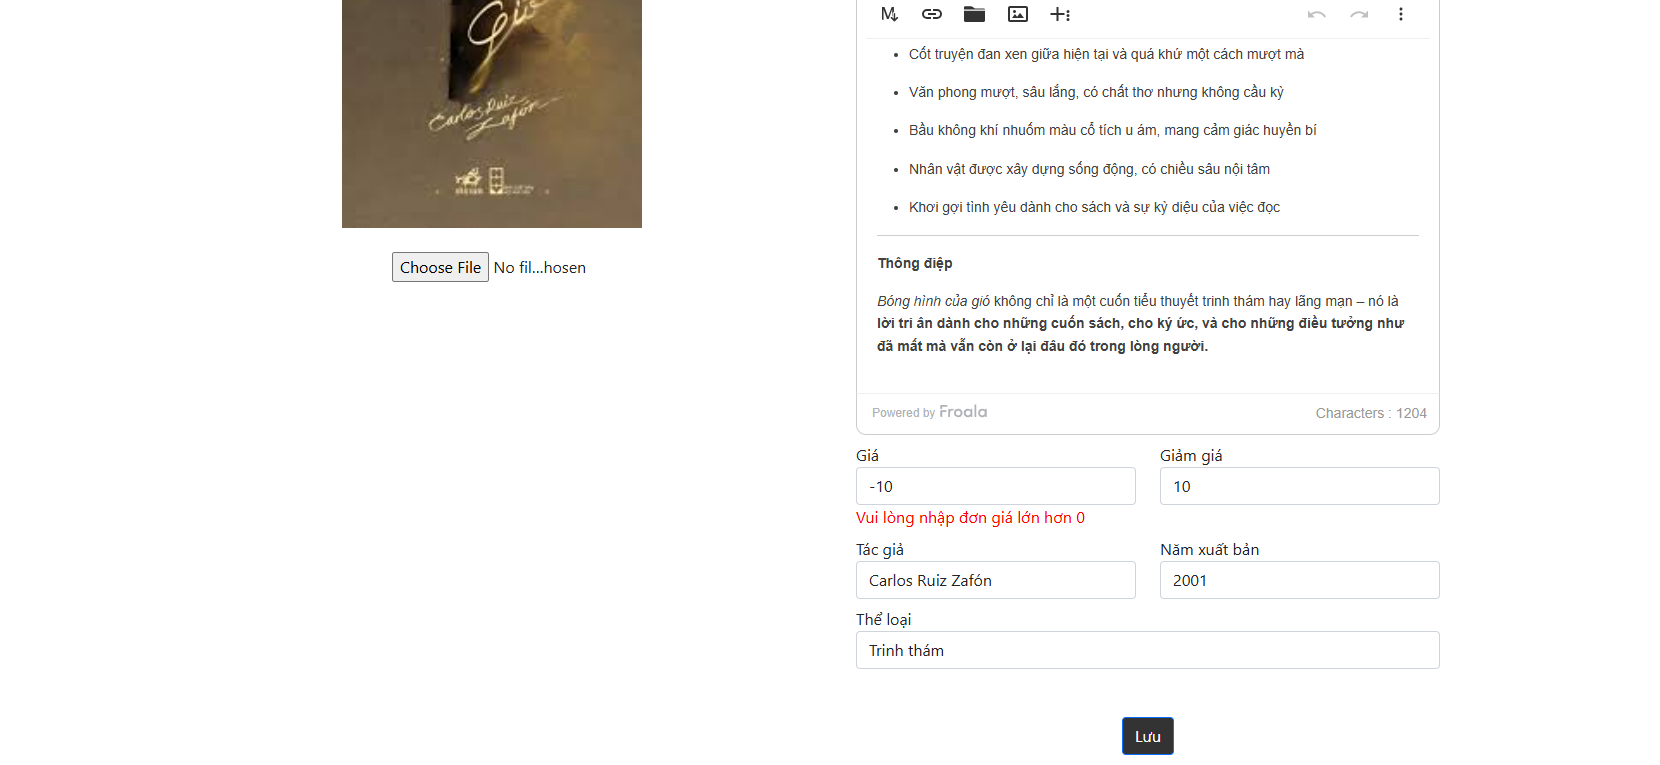 Carlos Ruiz
Zafón
Choose File No fil...hosen
Cốt truyện đan xen giữa hiện tại và quá khứ một cách mượt mà
Văn phong mượt, sâu lắng, có chất thơ nhưng không cầu kỳ
Bầu không khí nhuốm màu cổ tích u ám, mang cảm giác huyền bí
Nhân vật được xây dựng sống động, có chiều sâu nội tâm
Khơi gợi tình yêu dành cho sách và sự kỳ diệu của việc đọc
Thông điệp
Bóng hình của gió không chỉ là một cuốn tiểu thuyết trinh thám hay lãng mạn – nó là
lời tri ân dành cho những cuốn sách, cho ký ức, và cho những điều tưởng như
đã mất mà vẫn còn ở lại đâu đó trong lòng người.
Powered by Froala
Characters : 1204
Giá
Giảm giá
-10
10
Vui lòng nhập đơn giá lớn hơn 0
Tác giả
Năm xuất bản
Carlos Ruiz Zafón
2001
Thể loại
Trinh thám
Lưu